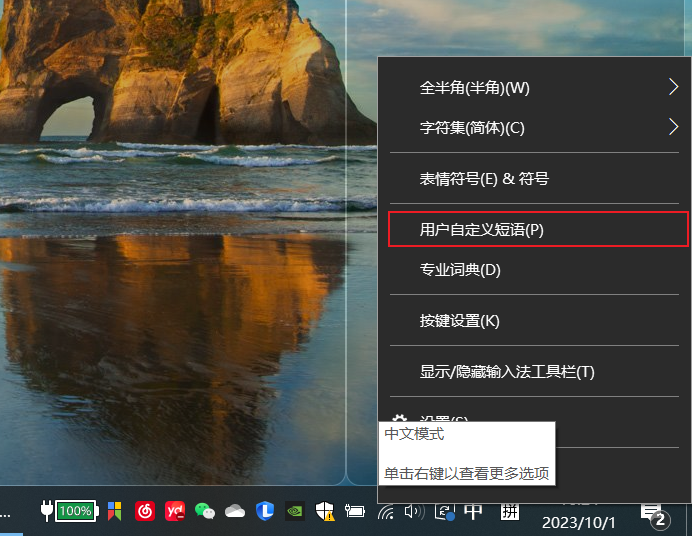 全半角(半角)(W)
字符集(简体)(C)
表情符号(E) & 符号
用户自定义短语(P)
专业词典(D)
按键设置(K)
显示/隐藏输入法工具栏(T)
设置(S)
中文模式
单击右键以查看更多选项
... 100% yd 中 拼
2023/10/1 2